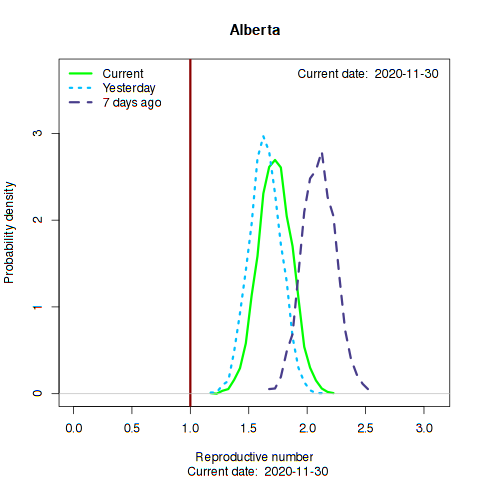 Alberta
Current
Yesterday
7 days ago
Current date: 2020-11-30
Probability density
3
2
1
0
0.0 0.5 1.0 1.5 2.0 2.5 3.0
Reproductive number
Current date: 2020-11-30